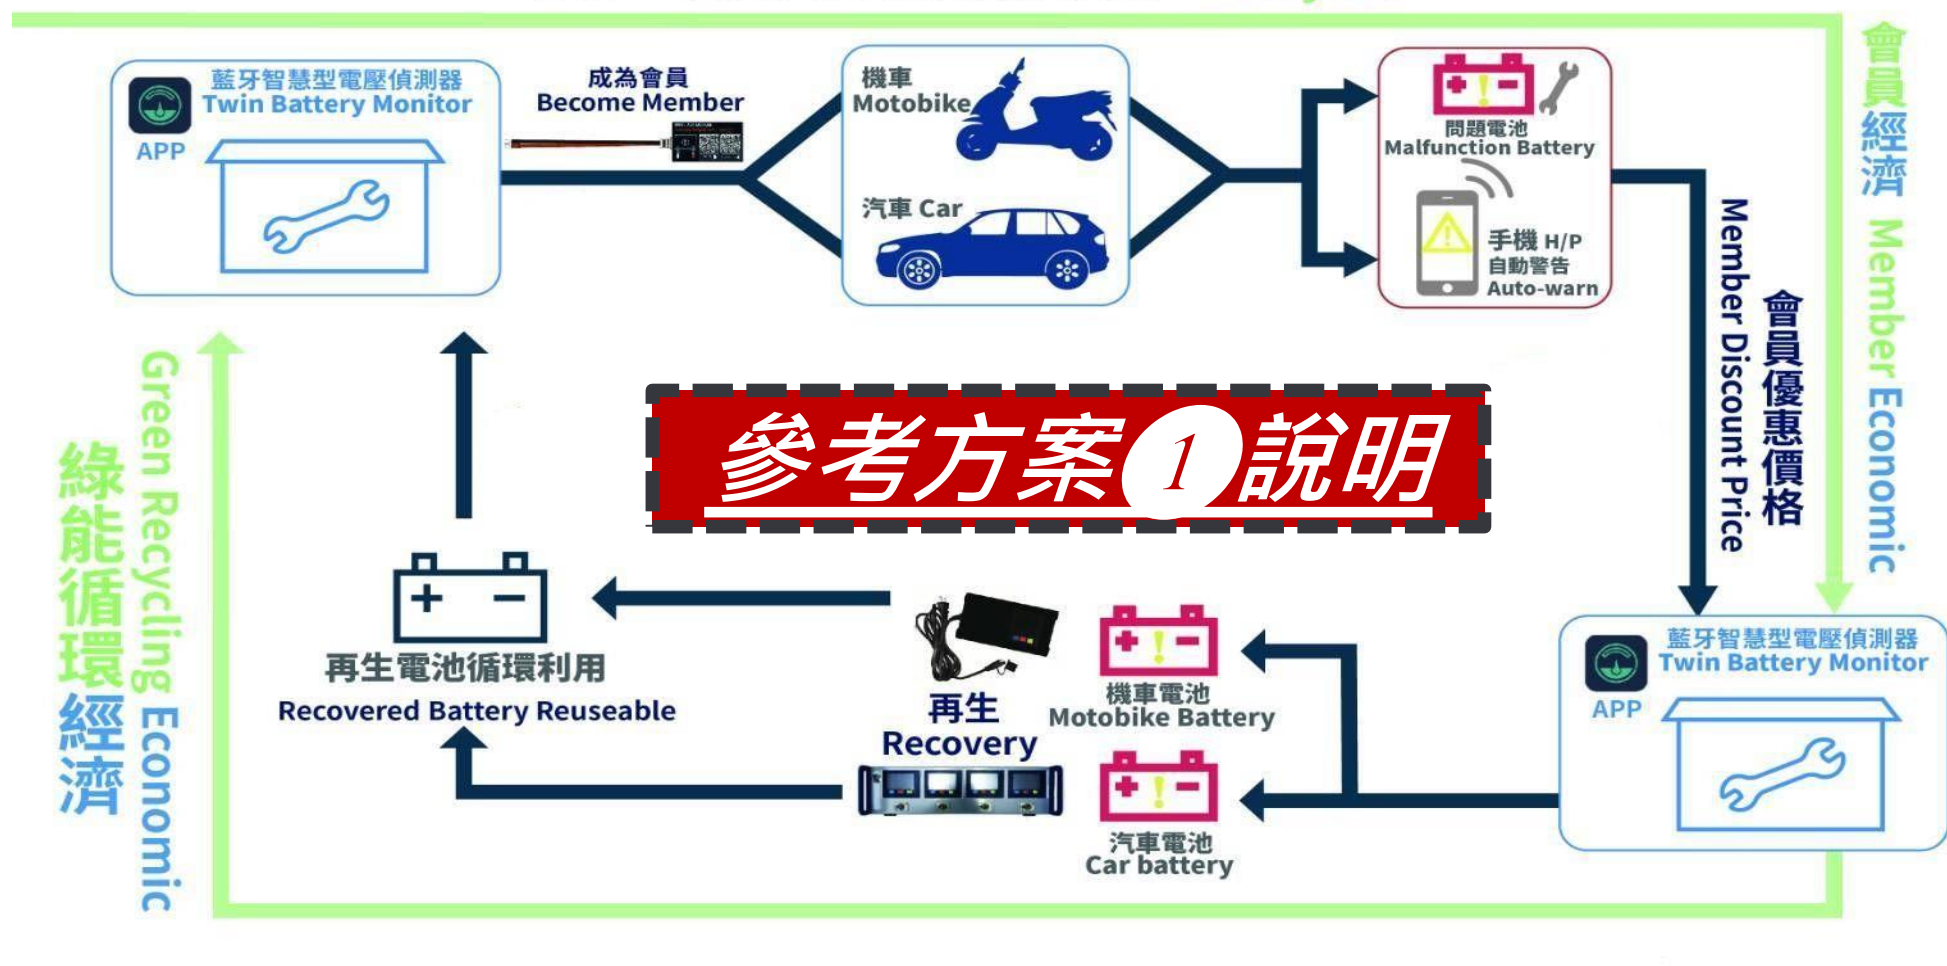 藍牙智慧型電壓偵測器
Twin Battery Monitor
APP
成為會員
Become Member
機車
Motobike
汽車 Car
問題電池
Malfunction Battery
手機 H/P
自動警告
Auto-warn
會員優惠價格
Member Discount Price
會員經濟 Member Economic
參考方案1說明
綠能循環經濟
Green Recycling Economic
再生電池循環利用
Recovered Battery Reuseable
再生
Recovery
機車電池
Motobike Battery
汽車電池
Car battery
藍牙智慧型電壓偵測器
Twin Battery Monitor
APP